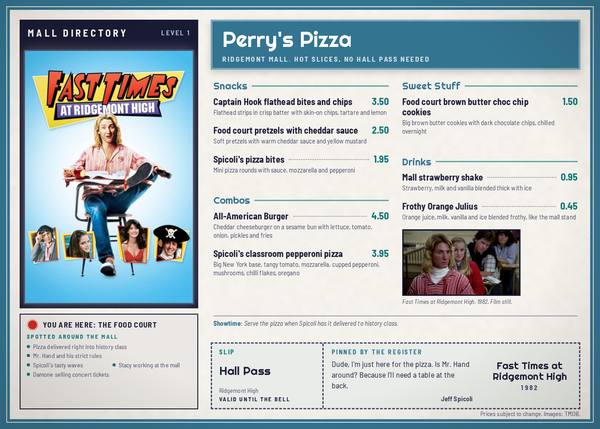 MALL DIRECTORY
LEVEL 1
FAST TIMES
AT RIDGEMONT HIGH
YOU ARE HERE: THE FOOD COURT
SPOTTED AROUND THE MALL
Pizza delivered right into history class
Mr. Hand and his strict rules
Spicoli's tasty waves
Stacy working at the mall
Damone selling concert tickets
Perry's Pizza
RIDGEMONT MALL. HOT SLICES, NO HALL PASS NEEDED
Snacks
Captain Hook flathead bites and chips 3.50
Flathead strips in crisp batter with skin-on chips, tartare and lemon
Food court pretzels with cheddar sauce 2.50
Soft pretzels with warm cheddar sauce and yellow mustard
Spicoli's pizza bites 1.95
Mini pizza rounds with sauce, mozzarella and pepperoni
Combos
All-American Burger 4.50
Cheddar cheeseburger on a sesame bun with lettuce, tomato,
onion, pickles and fries
Spicoli's classroom pepperoni pizza 3.95
Big New York base, tangy tomato, mozzarella, cupped pepperoni,
mushrooms, chilli flakes, oregano
Sweet Stuff
Food court brown butter choc chip 1.50
cookies
Big brown butter cookies with dark chocolate chips, chilled
overnight
Drinks
Mall strawberry shake 0.95
Strawberry, milk and vanilla blended thick with ice
Frothy Orange Julius 0.45
Orange juice, milk, vanilla and ice blended frothy, like the mall stand
Fast Times at Ridgemont High, 1982. Film still.
Showtime: Serve the pizza when Spicoli has it delivered to history class.
SLIP
Hall Pass
Ridgemont High
VALID UNTIL THE BELL
PINNED BY THE REGISTER
Dude, I'm just here for the pizza. Is Mr. Hand
around? Because I'll need a table at the
back.
Jeff Spicoli
Fast Times at
Ridgemont High
1982
Prices subject to change. Images: TMDB.